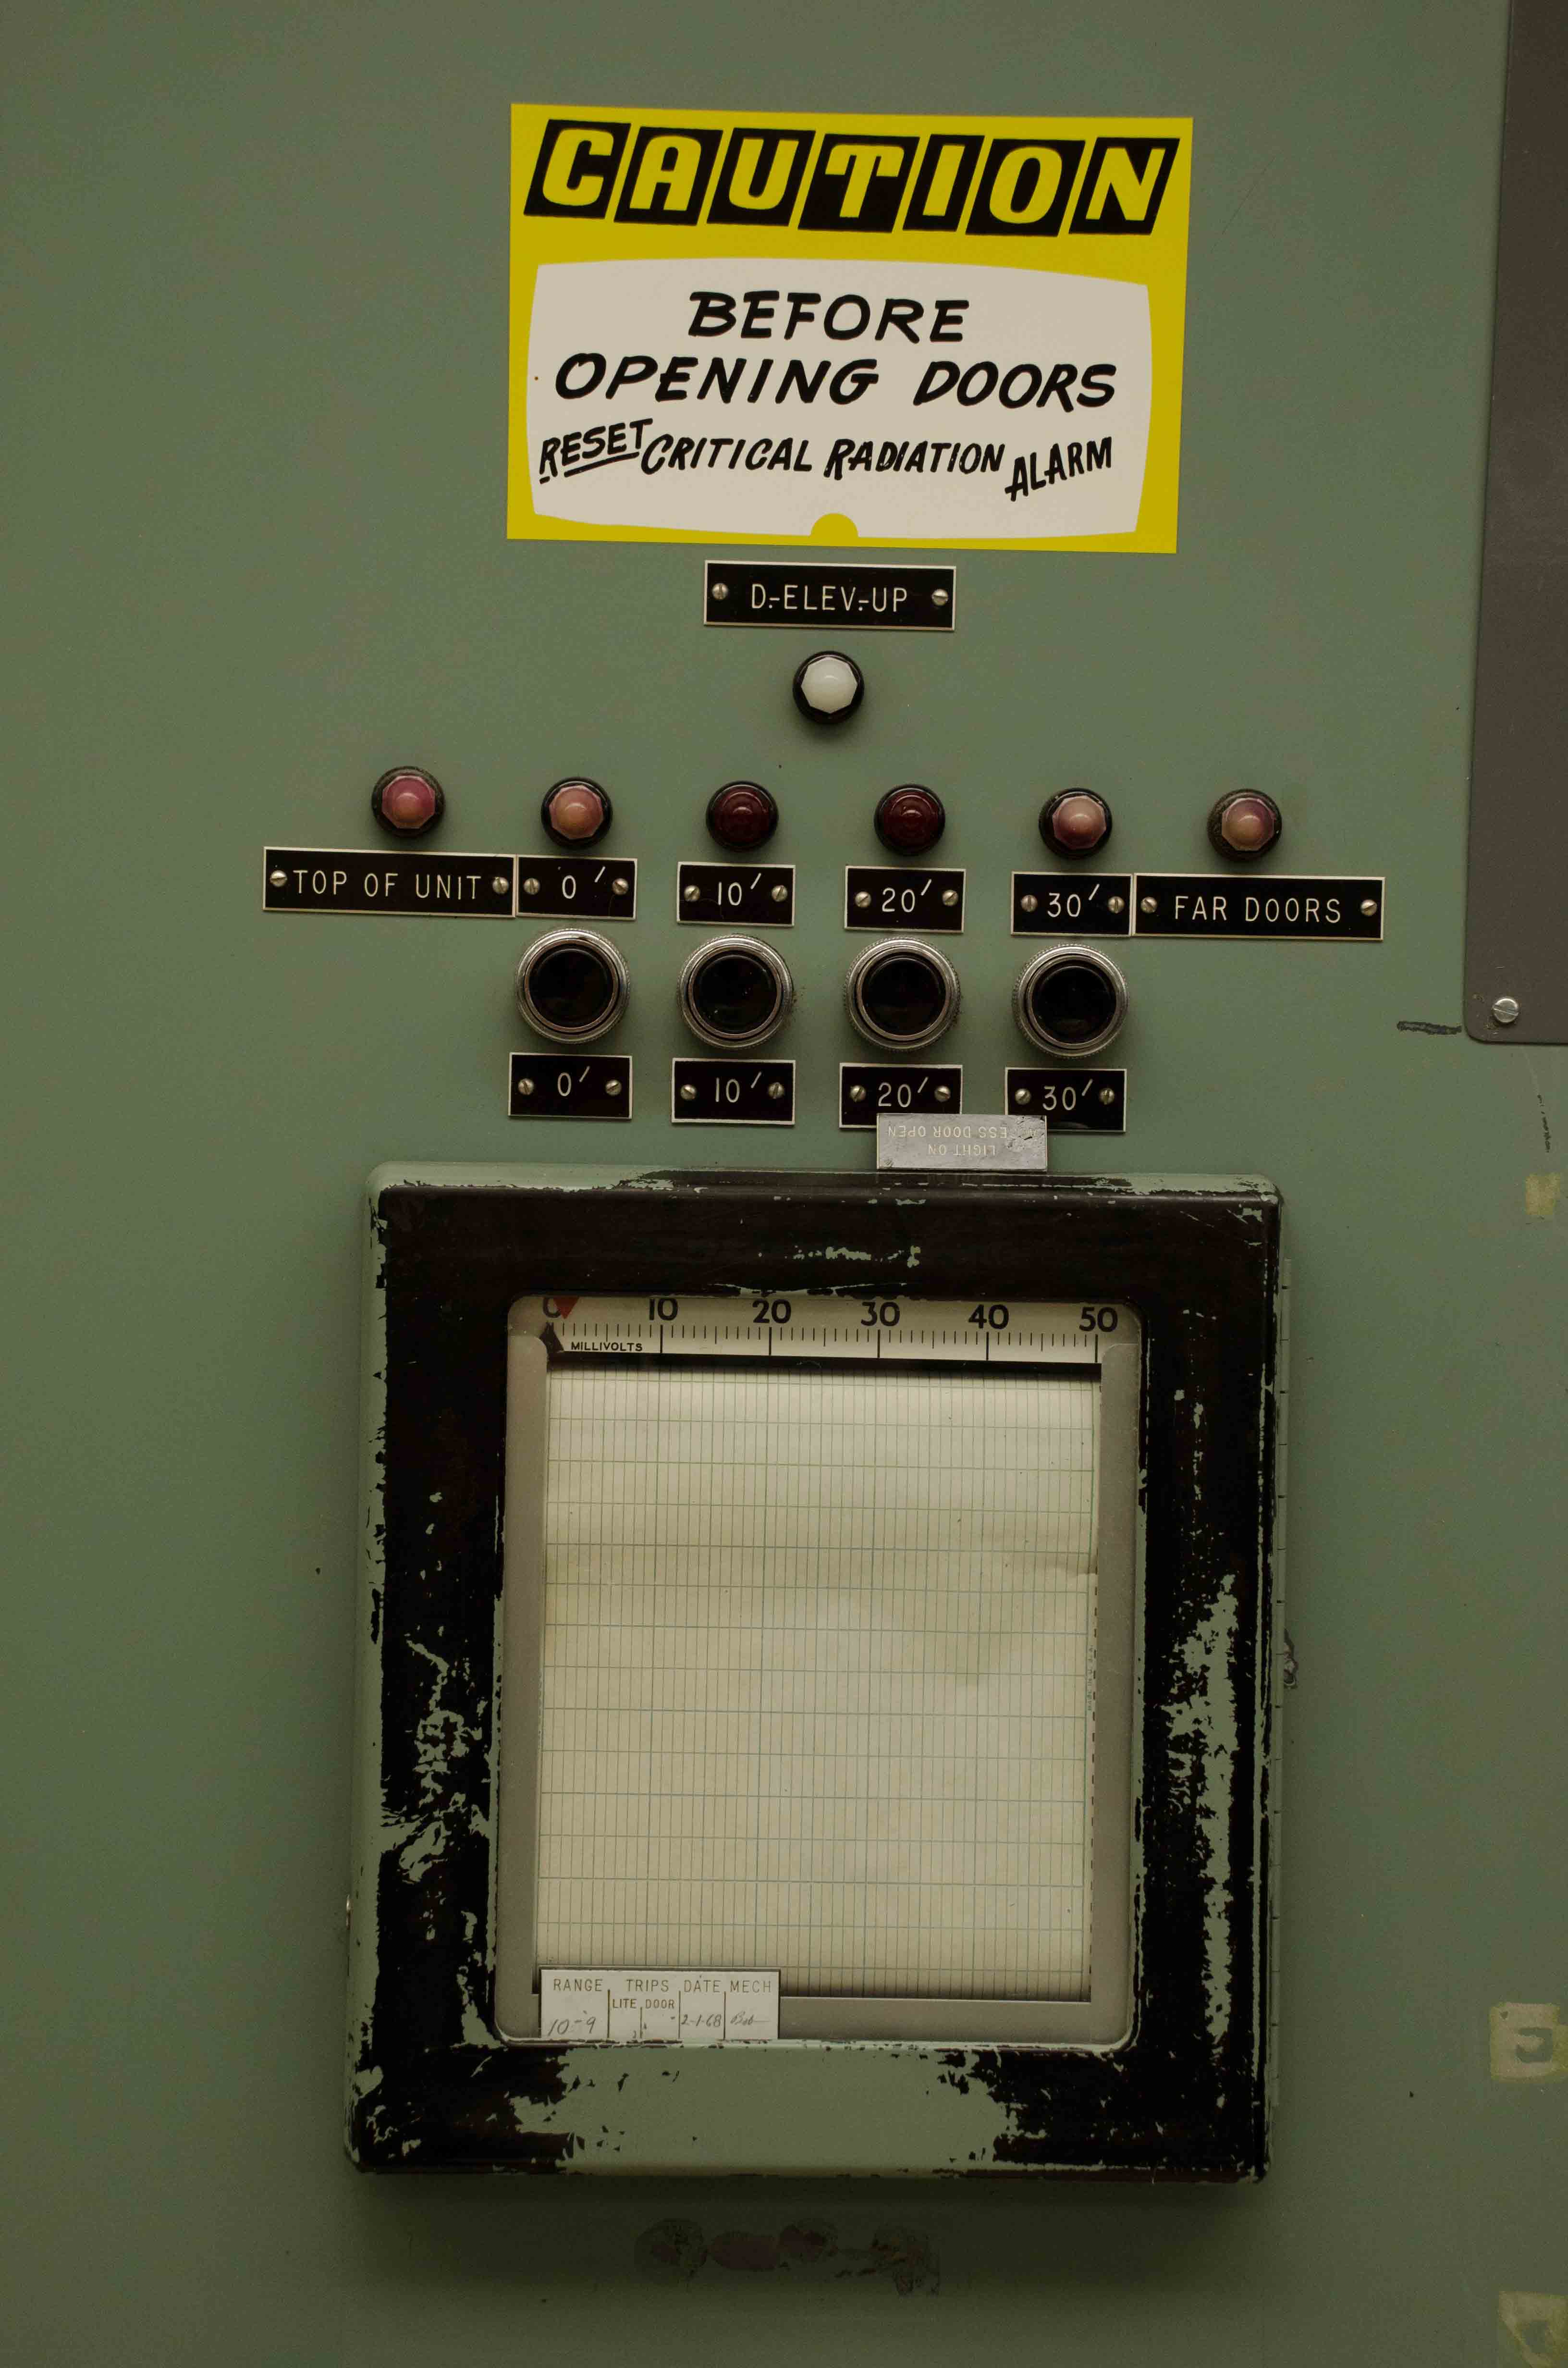 CAUTION
BEFORE
OPENING DOORS
RESET CRITICAL RADIATION ALARM
D.-ELEV.-UP
TOP OF UNIT 0' 10' 20' 30' FAR DOORS
0' 10' 20' 30'
LIGHT ON
ESS DOOR OPEN
0 10 20 30 40 50
MILLIVOLTS
RANGE TRIPS DATE MECH
LITE DOOR
10-9 2-1-68 Bob